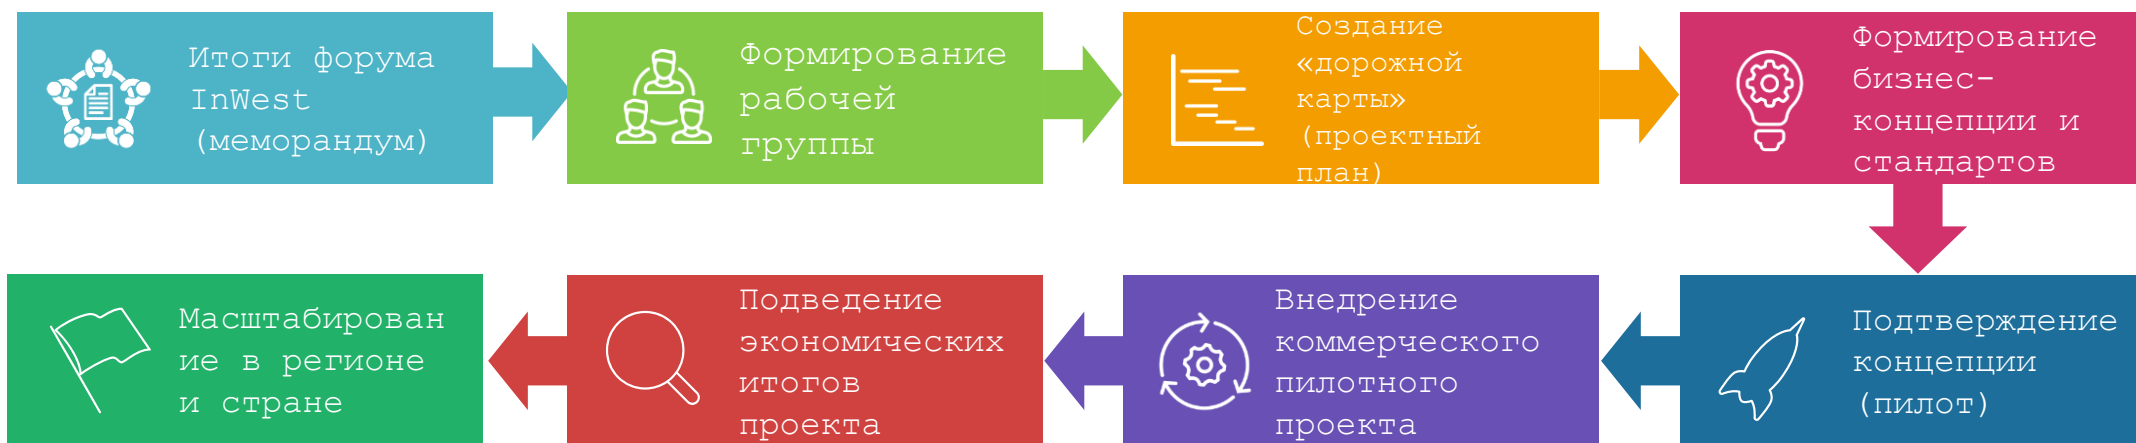 Итоги форума
InWest
(меморандум)
Формирование
рабочей
группы
Создание
«дорожной
карты»
(проектный
план)
Формирование
бизнес-
концепции и
стандартов
Подтверждение
концепции
(пилот)
Внедрение
коммерческого
пилотного
проекта
Подведение
экономических
итогов
проекта
Масштабирован
ие в регионе
и стране